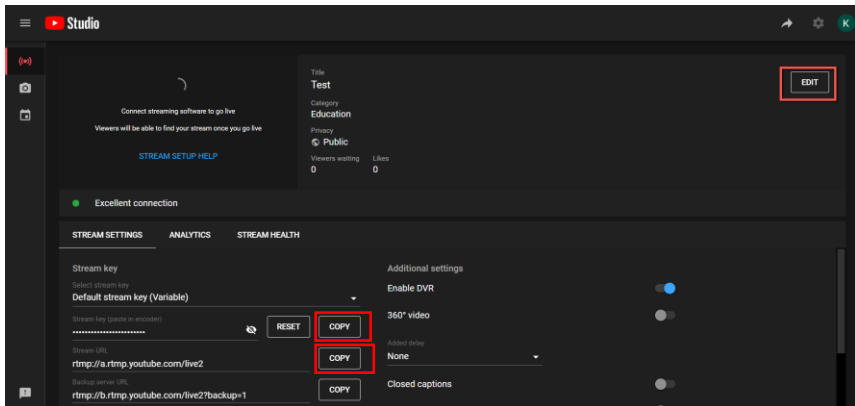 Studio
K
Connect streaming software to go live
Viewers will be able to find your stream once you go live
STREAM SETUP HELP
Title
Test
Category
Education
Privacy
Public
Viewers waiting Likes
0 0
EDIT
Excellent connection
STREAM SETTINGS ANALYTICS STREAM HEALTH
Stream key
Select stream key
Default stream key (Variable)
Stream key (paste in encoder)
••••••••••••••••••••••••
RESET COPY
Stream URL
rtmp://a.rtmp.youtube.com/live2
COPY
Backup server URL
rtmp://b.rtmp.youtube.com/live2?backup=1
COPY
Additional settings
Enable DVR
360° video
Added delay
None
Closed captions